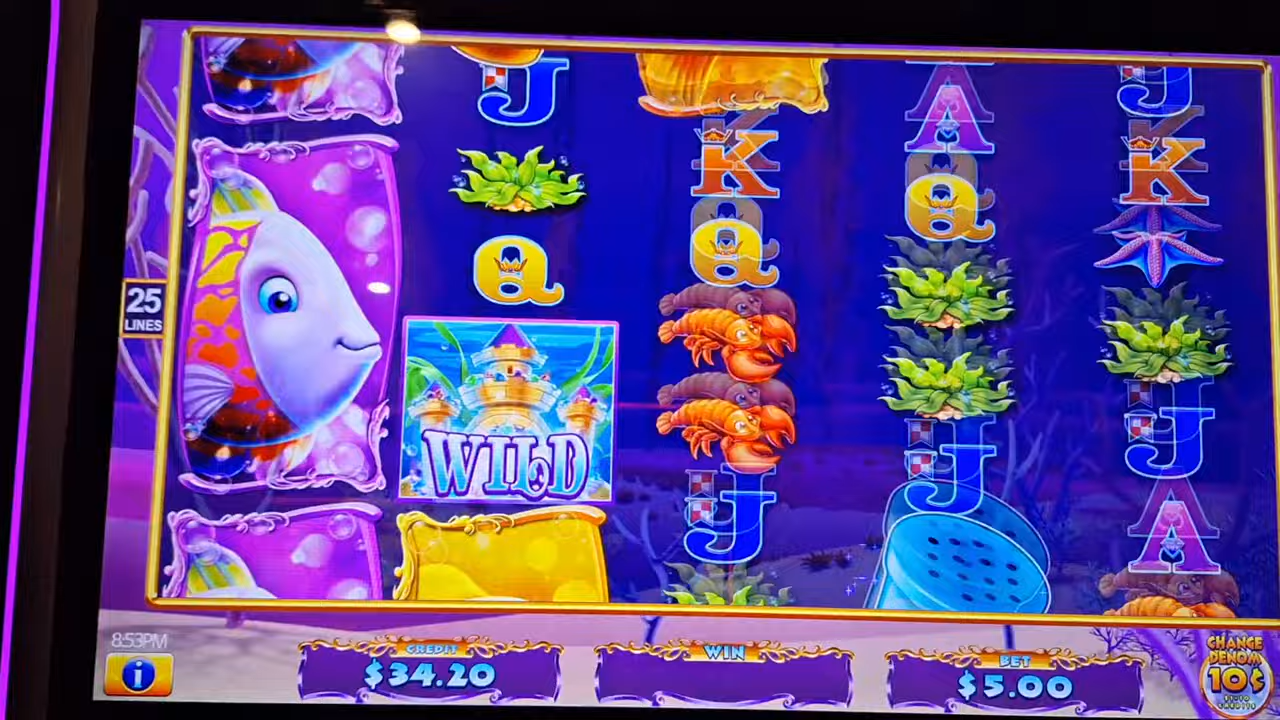 J
A
J
K
K
Q
Q
Q
25
LINES
WILD
J
J
J
A
8:53PM
i
CREDIT
$34.20
WIN
BET
$5.00
CHANGE
DENOM
10¢